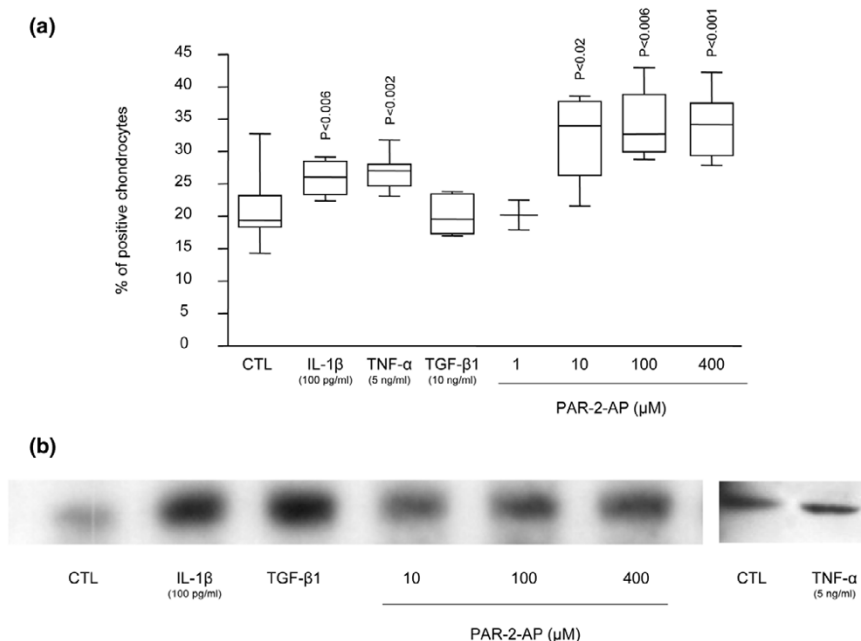 (a)
% of positive chondrocytes
45
40
35
30
25
20
15
10
5
0
P<0.006
P<0.002
P<0.02
P<0.006
P<0.001
CTL IL-1β TNF-α TGF-β1 1 10 100 400
(100 pg/ml) (5 ng/ml) (10 ng/ml)
PAR-2-AP (μM)
(b)
CTL IL-1β TGF-β1 10 100 400 CTL TNF-α
(100 pg/ml) (5 ng/ml)
PAR-2-AP (μM)